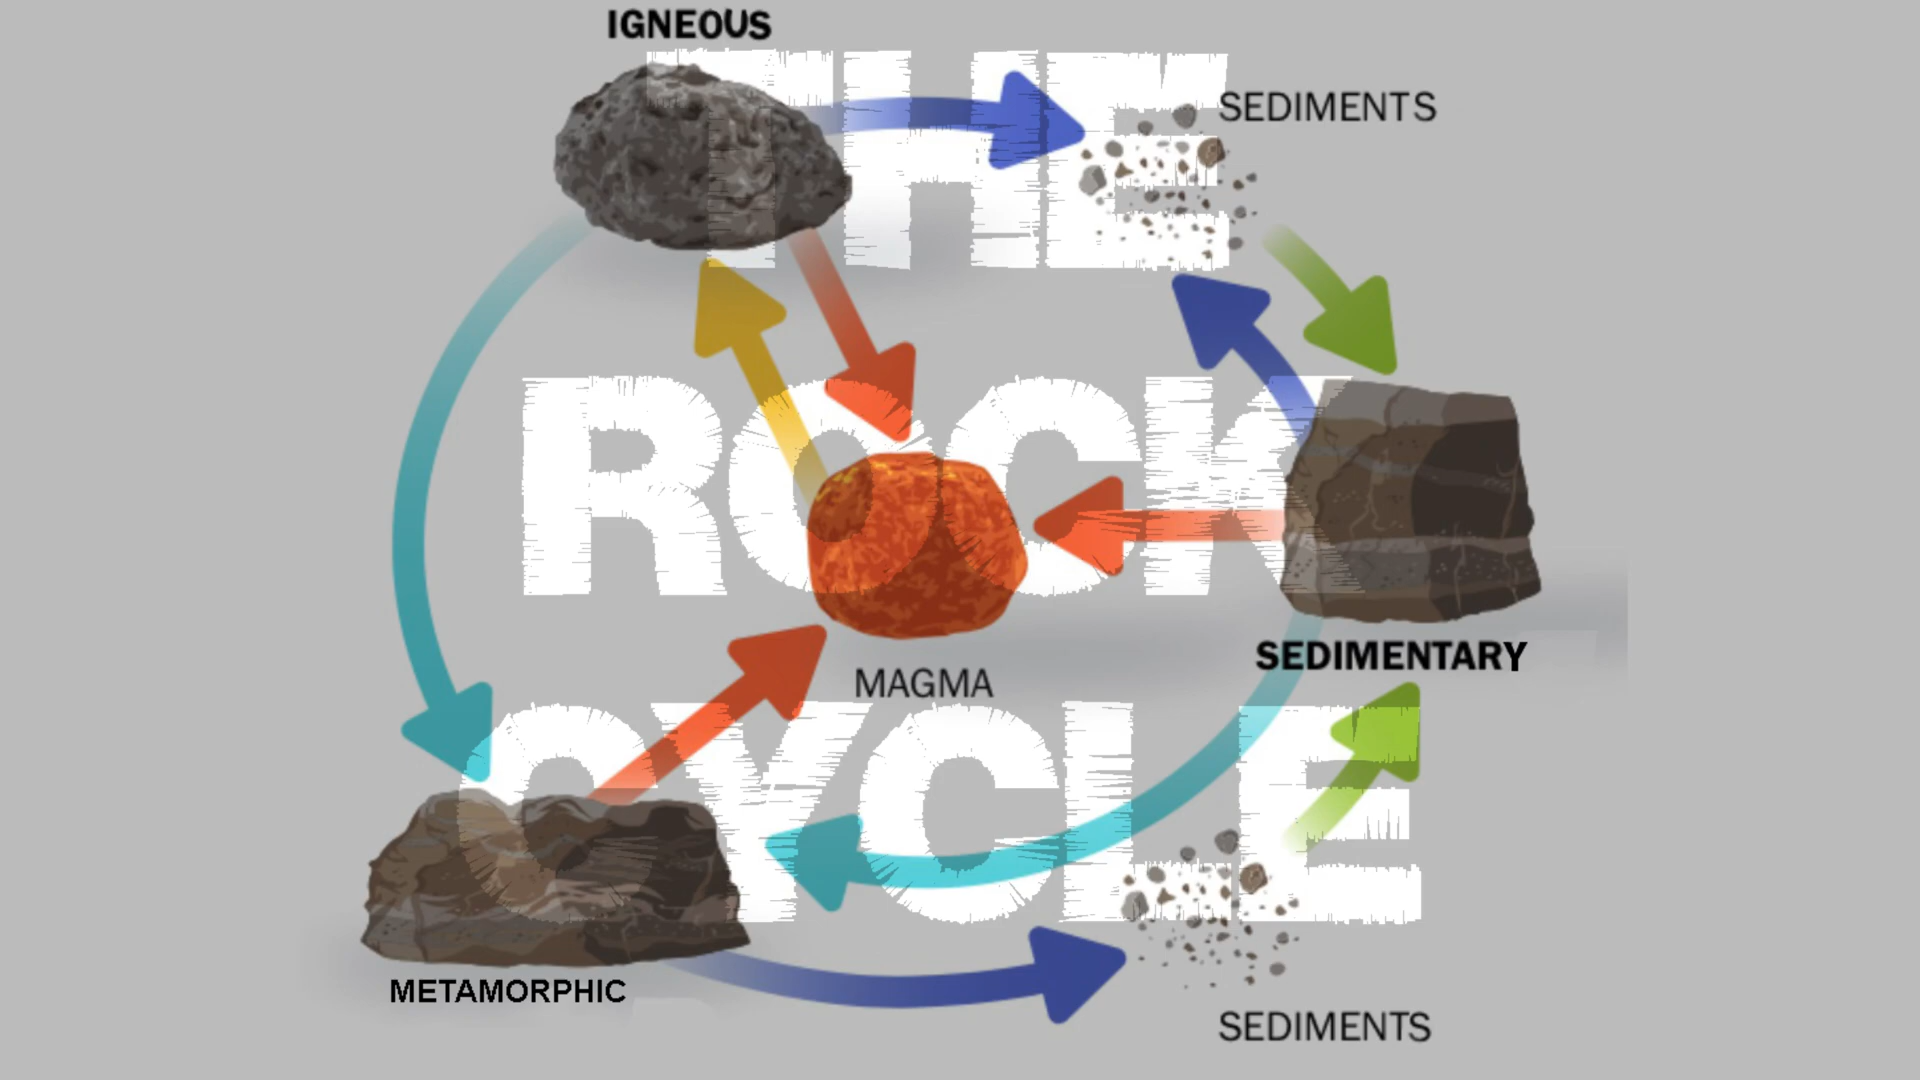 IGNEOUS
THE
SEDIMENTS
ROCK
SEDIMENTARY
MAGMA
CYCLE
METAMORPHIC
SEDIMENTS